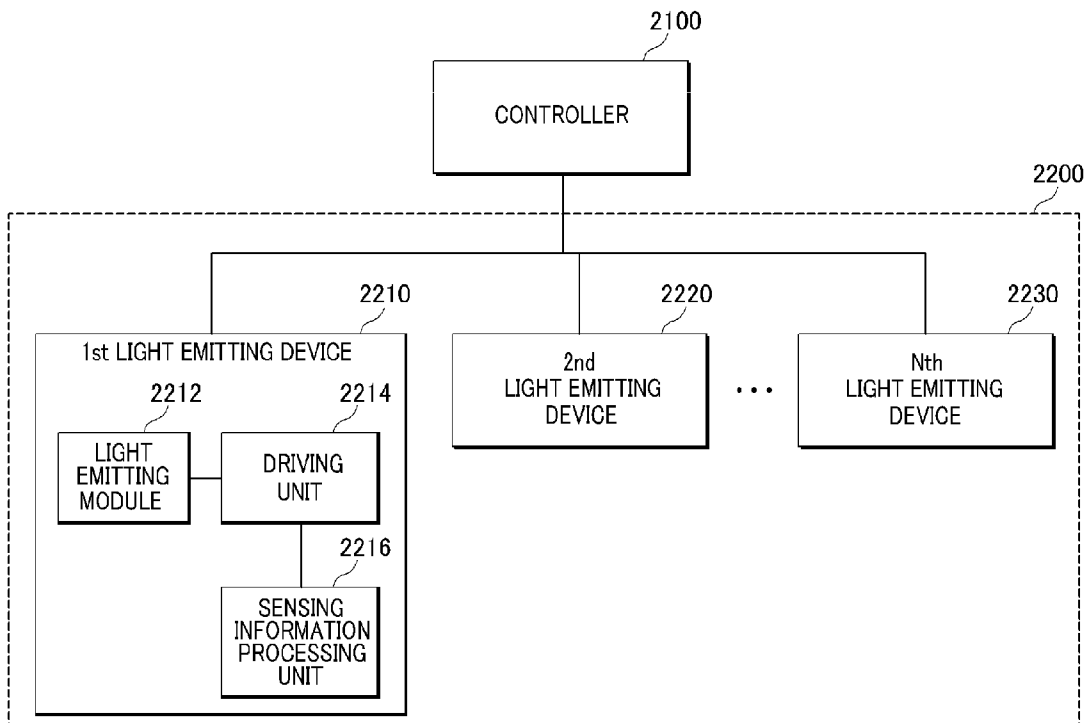 2100
CONTROLLER
2200
2210
1st LIGHT EMITTING DEVICE
2212
LIGHT
EMITTING
MODULE
2214
DRIVING
UNIT
2216
SENSING
INFORMATION
PROCESSING
UNIT
2220
2nd
LIGHT EMITTING
DEVICE
...
2230
Nth
LIGHT EMITTING
DEVICE